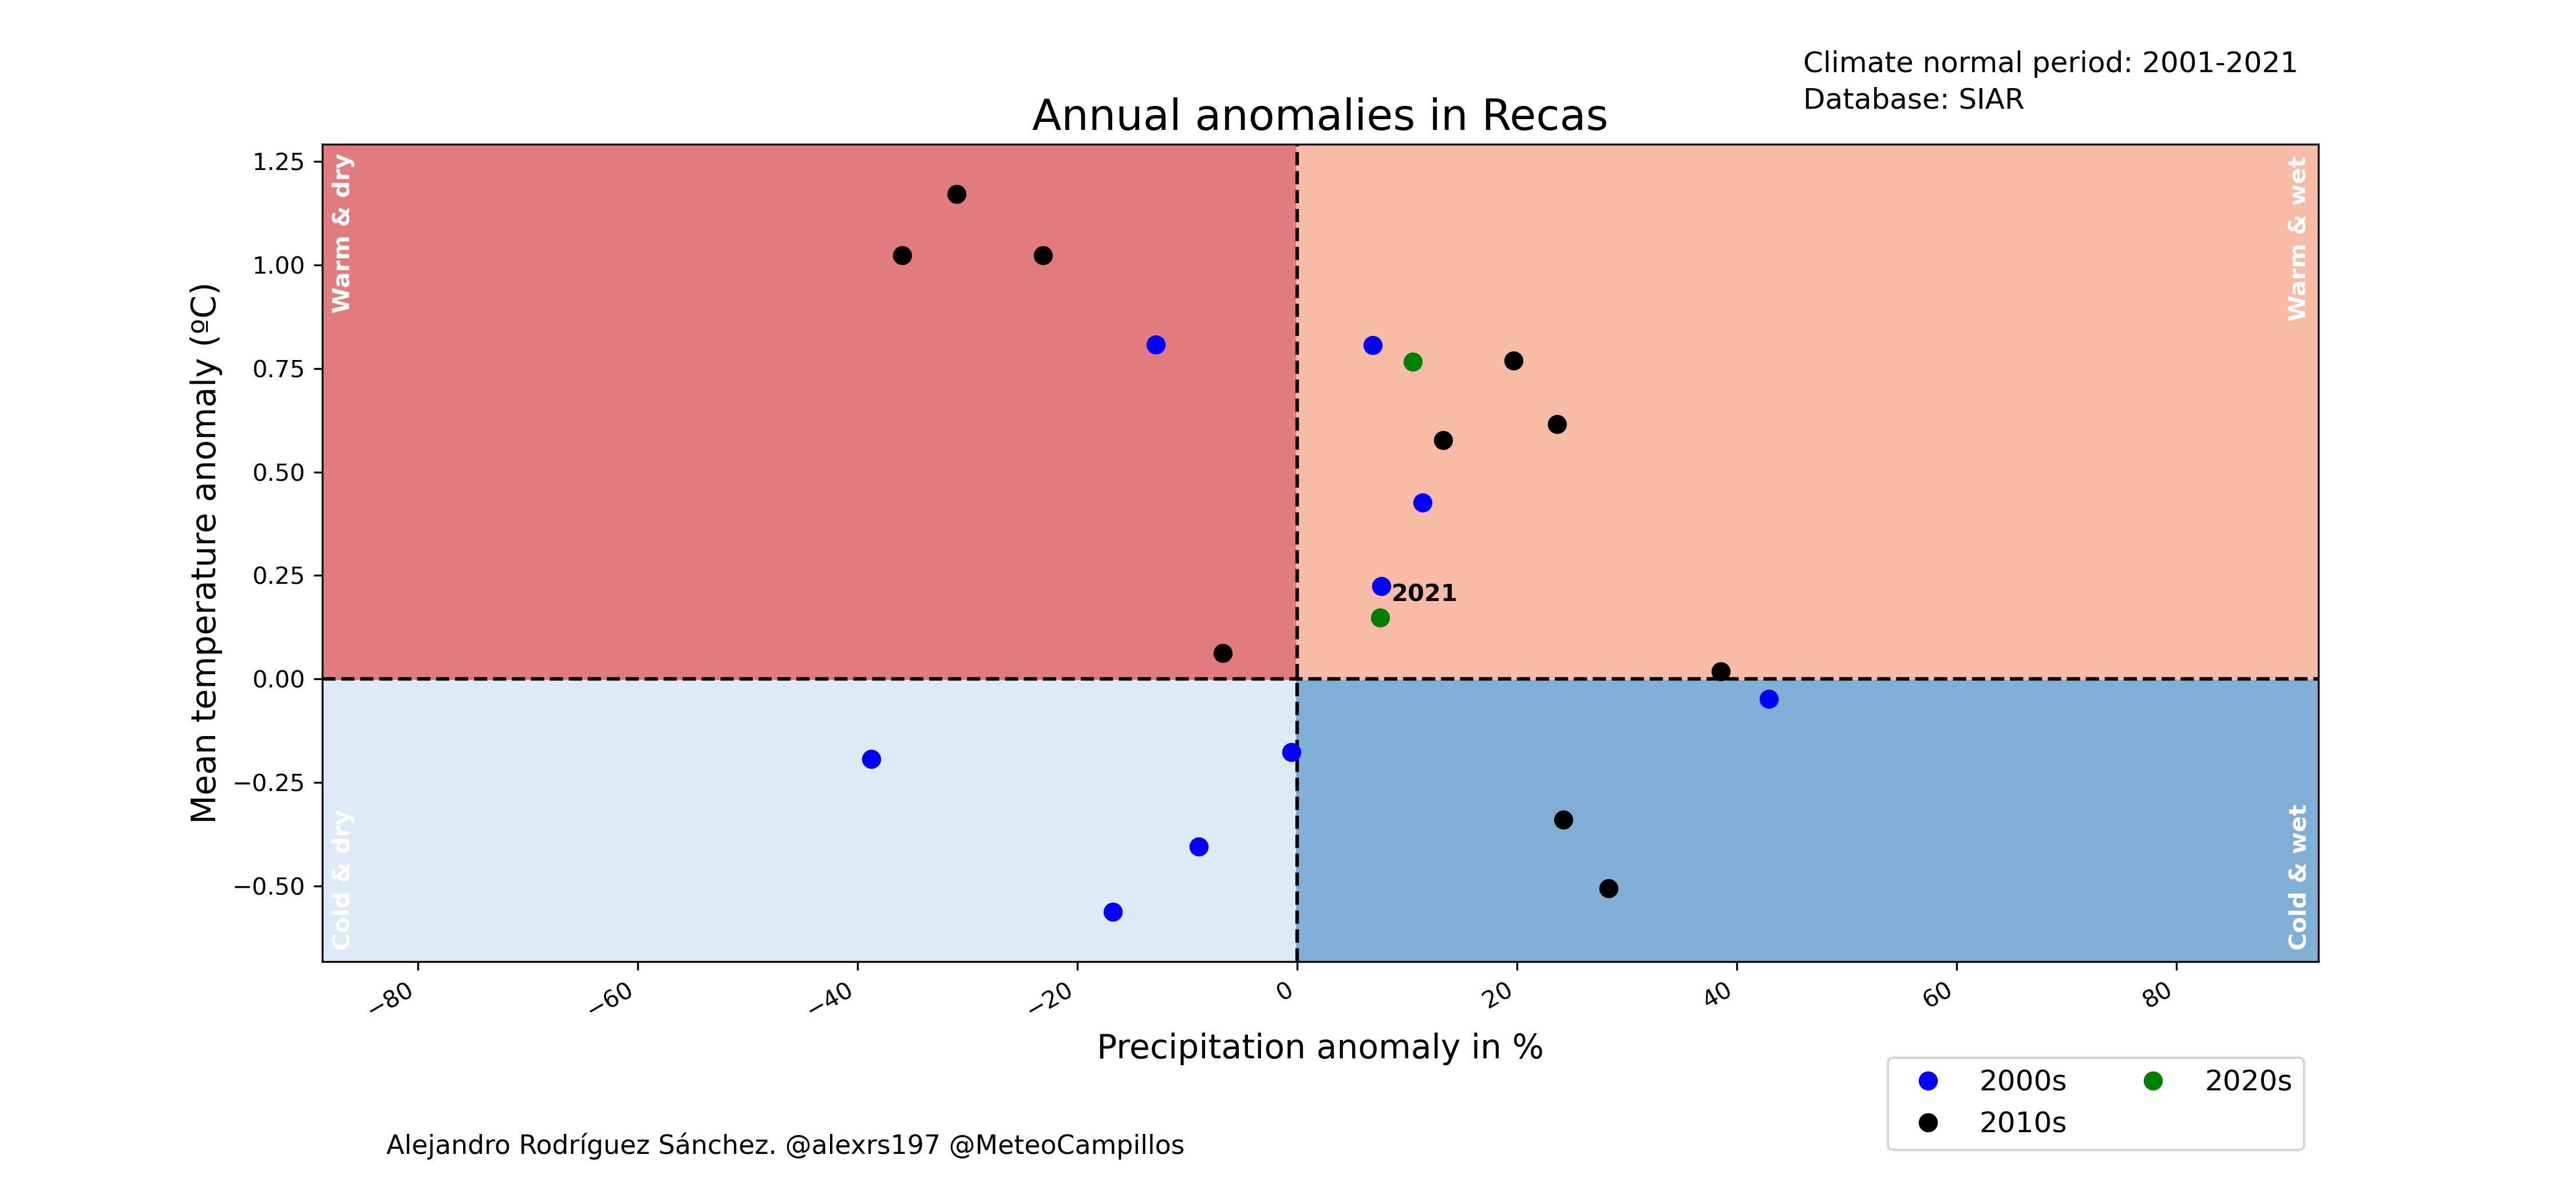 Climate normal period: 2001-2021
Database: SIAR
Annual anomalies in Recas
Mean temperature anomaly (ºC)
1.25
1.00
0.75
0.50
0.25
0.00
−0.25
−0.50
Warm & dry
Warm & wet
2021
Cold & dry
Cold & wet
−80
−60
−40
−20
0
20
40
60
80
Precipitation anomaly in %
2000s
2010s
2020s
Alejandro Rodríguez Sánchez. @alexrs197 @MeteoCampillos